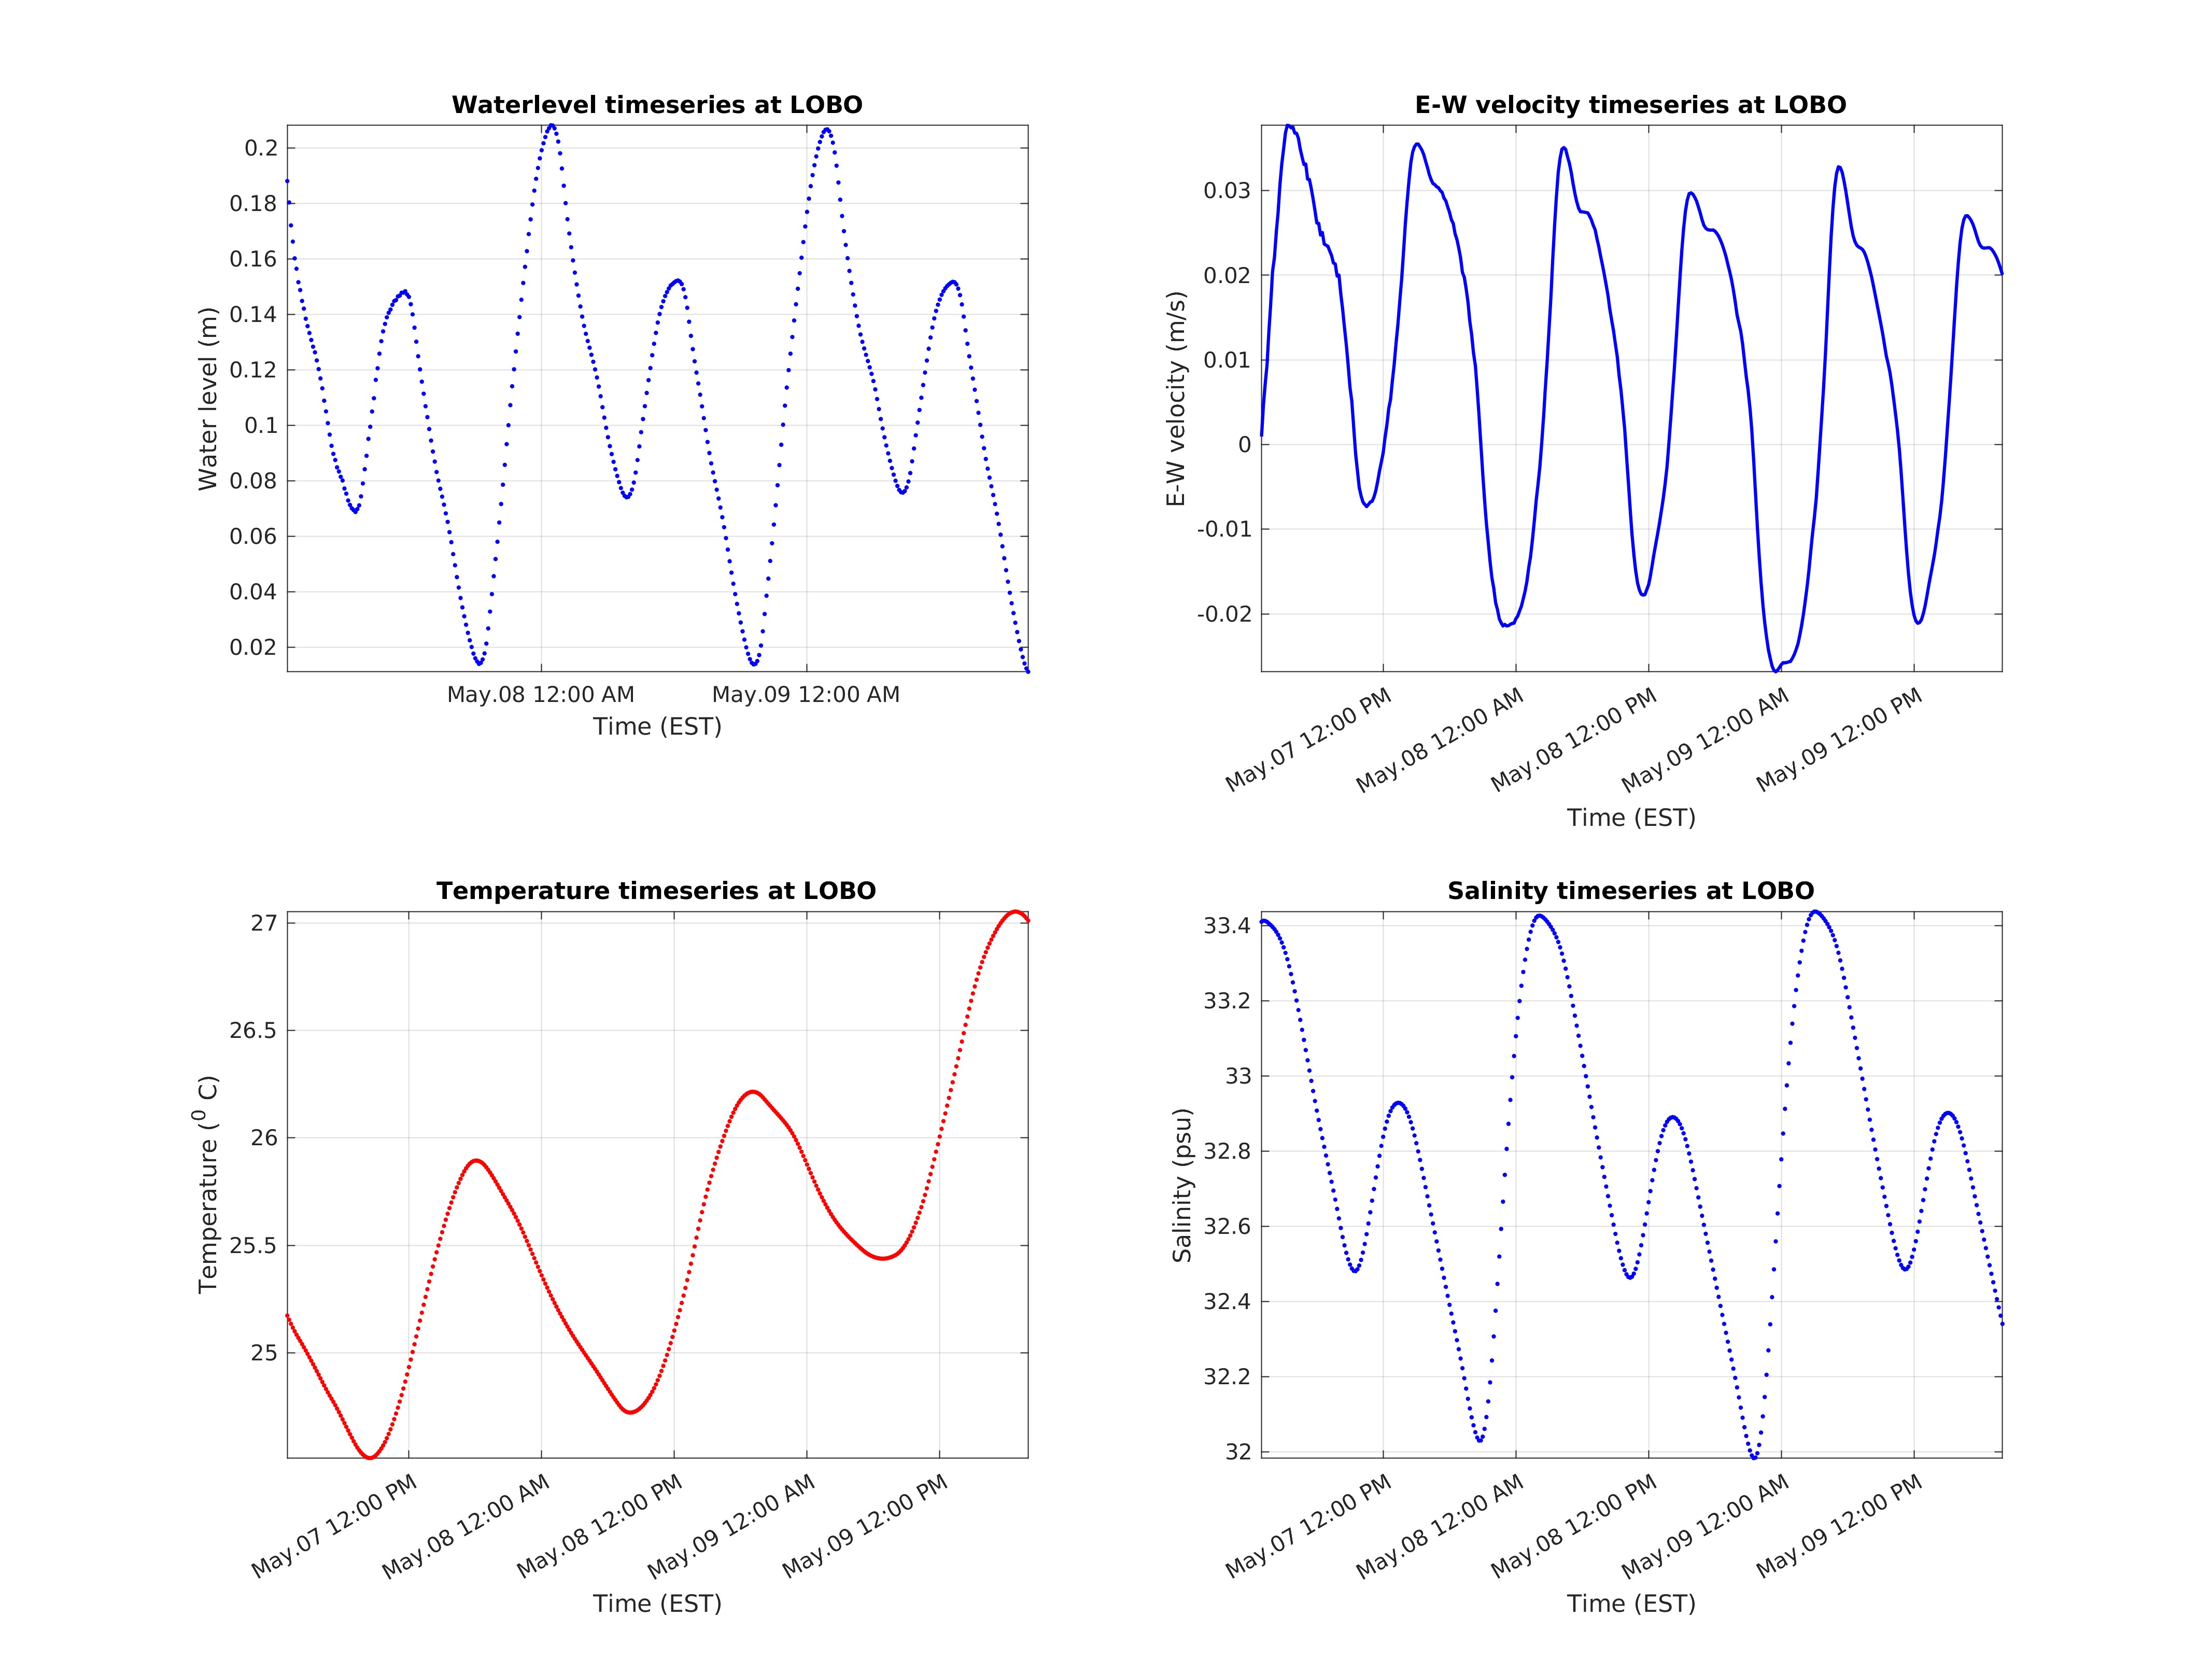 Waterlevel timeseries at LOBO
0.2
0.18
0.16
0.14
0.12
0.1
0.08
0.06
0.04
0.02
Water level (m)
May.08 12:00 AM
May.09 12:00 AM
Time (EST)
E-W velocity timeseries at LOBO
0.03
0.02
0.01
0
-0.01
-0.02
E-W velocity (m/s)
May.07 12:00 PM
May.08 12:00 AM
May.08 12:00 PM
May.09 12:00 AM
May.09 12:00 PM
Time (EST)
Temperature timeseries at LOBO
27
26.5
26
25.5
25
Temperature (⁰ C)
May.07 12:00 PM
May.08 12:00 AM
May.08 12:00 PM
May.09 12:00 AM
May.09 12:00 PM
Time (EST)
Salinity timeseries at LOBO
33.4
33.2
33
32.8
32.6
32.4
32.2
32
Salinity (psu)
May.07 12:00 PM
May.08 12:00 AM
May.08 12:00 PM
May.09 12:00 AM
May.09 12:00 PM
Time (EST)